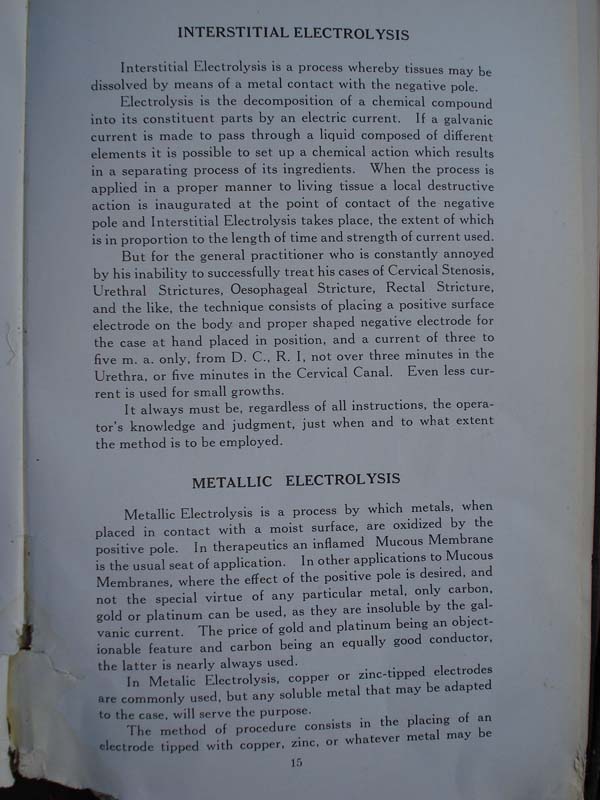 INTERSTITIAL ELECTROLYSIS
Interstitial Electrolysis is a process whereby tissues may be
dissolved by means of a metal contact with the negative pole.
Electrolysis is the decomposition of a chemical compound
into its constituent parts by an electric current. If a galvanic
current is made to pass through a liquid composed of different
elements it is possible to set up a chemical action which results
in a separating process of its ingredients. When the process is
applied in a proper manner to living tissue a local destructive
action is inaugurated at the point of contact of the negative
pole and Interstitial Electrolysis takes place, the extent of which
is in proportion to the length of time and strength of current used.
But for the general practitioner who is constantly annoyed
by his inability to successfully treat his cases of Cervical Stenosis,
Urethral Strictures, Oesophageal Stricture, Rectal Stricture,
and the like, the technique consists of placing a positive surface
electrode on the body and proper shaped negative electrode for
the case at hand placed in position, and a current of three to
five m. a. only, from D. C., R. I, not over three minutes in the
Urethra, or five minutes in the Cervical Canal. Even less cur-
rent is used for small growths.
It always must be, regardless of all instructions, the opera-
tor's knowledge and judgment, just when and to what extent
the method is to be employed.
METALLIC ELECTROLYSIS
Metallic Electrolysis is a process by which metals, when
placed in contact with a moist surface, are oxidized by the
positive pole. In therapeutics an inflamed Mucous Membrane
is the usual seat of application. In other applications to Mucous
Membranes, where the effect of the positive pole is desired, and
not the special virtue of any particular metal, only carbon,
gold or platinum can be used, as they are insoluble by the gal-
vanic current. The price of gold and platinum being an object-
ionable feature and carbon being an equally good conductor,
the latter is nearly always used.
In Metalic Electrolysis, copper or zinc-tipped electrodes
are commonly used, but any soluble metal that may be adapted
to the case, will serve the purpose.
The method of procedure consists in the placing of an
electrode tipped with copper, zinc, or whatever metal may be
15